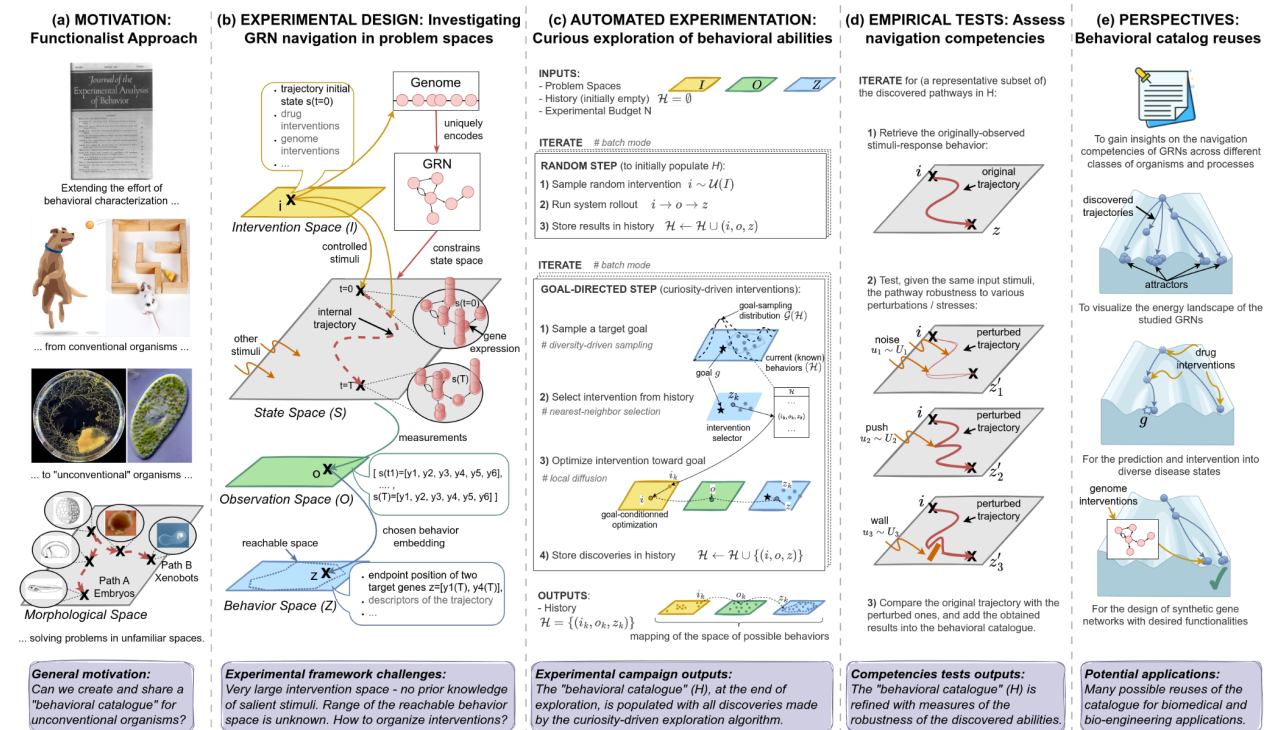 (a) MOTIVATION:
Functionalist Approach
Journal of the
Experimental Analysis
of Behavior
Extending the effort of
behavioral characterization ...
... from conventional organisms ...
... to "unconventional" organisms ...
Path A
Embryos
Path B
Xenobots
Morphological Space
... solving problems in unfamiliar spaces.
General motivation:
Can we create and share a
"behavioral catalogue" for
unconventional organisms?
(b) EXPERIMENTAL DESIGN: Investigating
GRN navigation in problem spaces
• trajectory initial
state s(t=0)
• drug
interventions
• genome
interventions
• ...
Genome
uniquely
encodes
GRN
i
Intervention Space (I)
controlled
stimuli
constrains
state space
t=0
s(t=0)
internal
trajectory
gene
expression
other
stimuli
t=T
s(T)
State Space (S)
measurements
o
[ s(t1)=[y1, y2, y3, y4, y5, y6],
.... ,
s(T)=[y1, y2, y3, y4, y5, y6] ]
Observation Space (O)
chosen behavior
embedding
reachable space
z
Behavior Space (Z)
• endpoint position of two
target genes z=[y1(T), y4(T)],
• descriptors of the trajectory
• ...
Experimental framework challenges:
Very large intervention space - no prior knowledge
of salient stimuli. Range of the reachable behavior
space is unknown. How to organize interventions?
(c) AUTOMATED EXPERIMENTATION:
Curious exploration of behavioral abilities
INPUTS:
- Problem Spaces
- History (initially empty) H = ∅
- Experimental Budget N
I O Z
ITERATE # batch mode
RANDOM STEP (to initially populate H):
1) Sample random intervention i ∼ U(I)
2) Run system rollout i → o → z
3) Store results in history H ← H ∪ (i, o, z)
ITERATE # batch mode
GOAL-DIRECTED STEP (curiosity-driven interventions):
goal-sampling
distribution G(H)
1) Sample a target goal
# diversity-driven sampling
goal g
current (known)
behaviors (H)
2) Select intervention from history
# nearest-neighbor selection
z_k
intervention
selector
H
...
(i_k, o_k, z_k)
...
3) Optimize intervention toward goal
# local diffusion
i_k
i
o
z_k
goal-conditionned
optimization
4) Store discoveries in history H ← H ∪ {(i, o, z)}
OUTPUTS:
- History
H = {(i_k, o_k, z_k)}
i_k o_k z_k
mapping of the space of possible behaviors
Experimental campaign outputs:
The "behavioral catalogue" (H), at the end of
exploration, is populated with all discoveries made
by the curiosity-driven exploration algorithm.
(d) EMPIRICAL TESTS: Assess
navigation competencies
ITERATE for (a representative subset of)
the discovered pathways in H:
1) Retrieve the originally-observed
stimuli-response behavior:
i
original
trajectory
z
2) Test, given the same input stimuli,
the pathway robustness to various
perturbations / stresses:
i
noise
u₁ ∼ U₁
perturbed
trajectory
z′₁
i
push
u₂ ∼ U₂
perturbed
trajectory
z′₂
i
wall
u₃ ∼ U₃
perturbed
trajectory
z′₃
3) Compare the original trajectory with the
perturbed ones, and add the obtained
results into the behavioral catalogue.
Competencies tests outputs:
The "behavioral catalogue" (H) is
refined with measures of the
robustness of the discovered abilities.
(e) PERSPECTIVES:
Behavioral catalog reuses
To gain insights on the navigation
competencies of GRNs across different
classes of organisms and processes
discovered
trajectories
attractors
To visualize the energy landscape of the
studied GRNs
drug
interventions
g
For the prediction and intervention into
diverse disease states
genome
interventions
For the design of synthetic gene
networks with desired functionalities
Potential applications:
Many possible reuses of the
catalogue for biomedical and
bio-engineering applications.